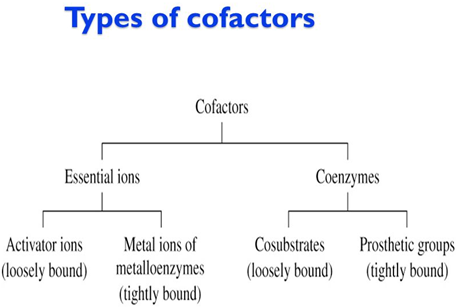 Types of cofactors
Cofactors
Essential ions
Coenzymes
Activator ions
(loosely bound)
Metal ions of
metalloenzymes
(tightly bound)
Cosubstrates
(loosely bound)
Prosthetic groups
(tightly bound)